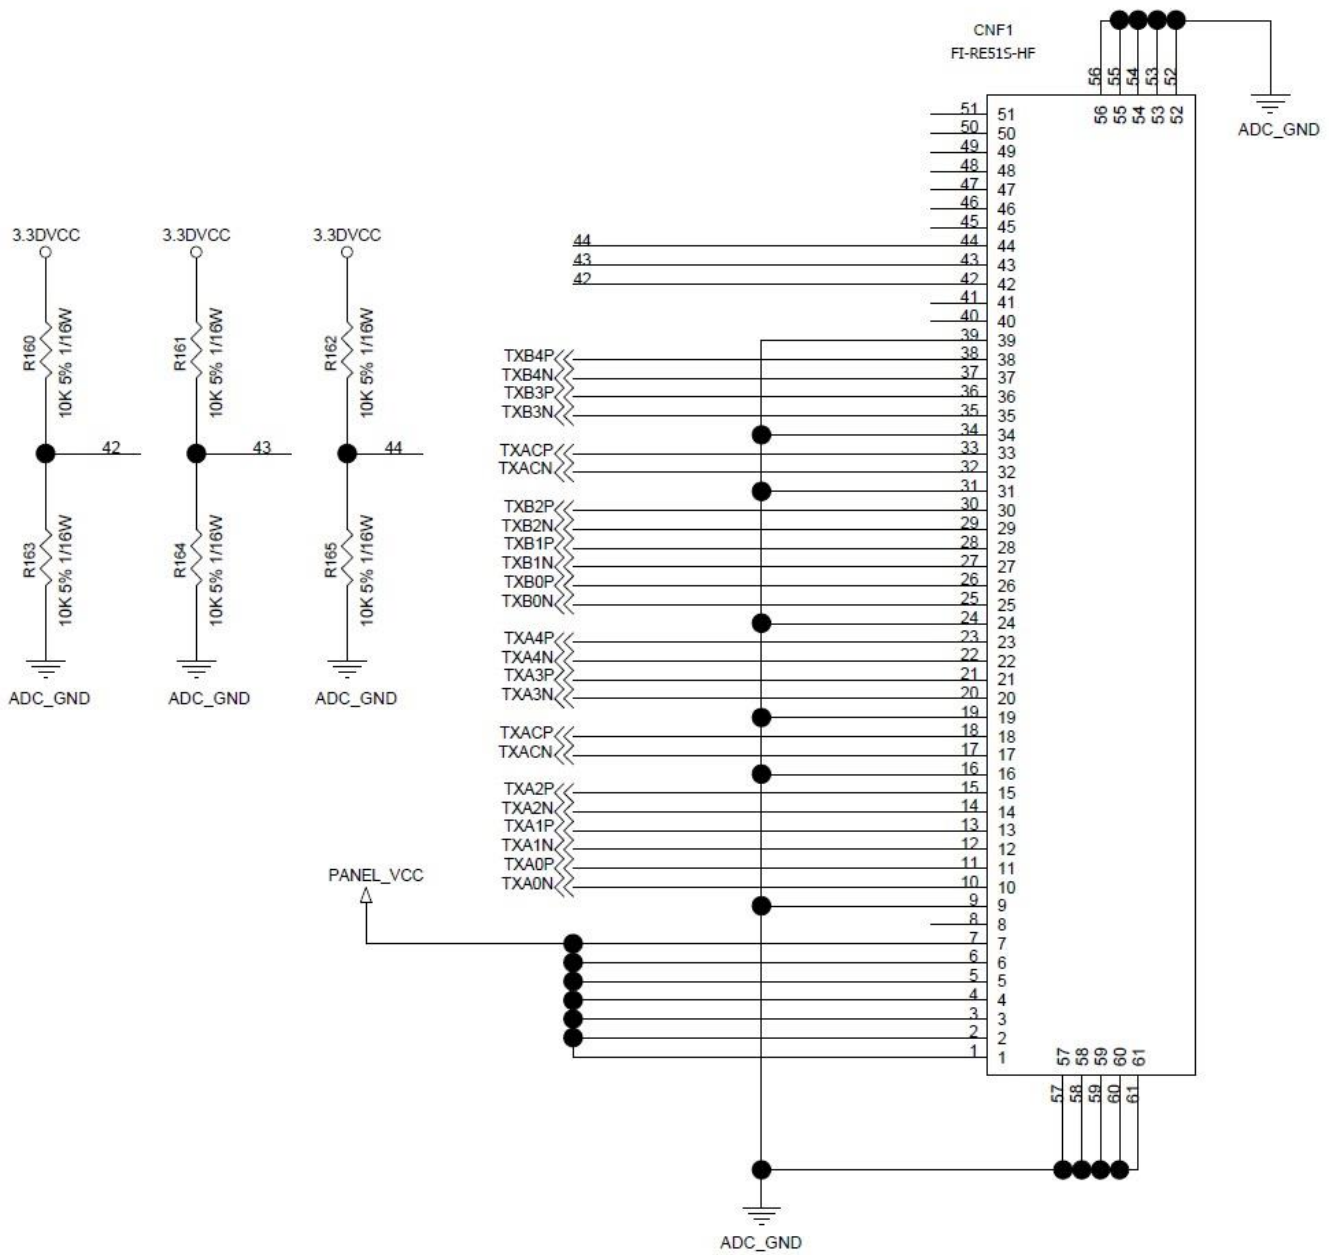 CNF1
FI-RE51S-HF
56 55 54 53 52
56 55 54 53 52
ADC_GND
51 51
50 50
49 49
48 48
47 47
46 46
45 45
44 44 44
43 43 43
42 42 42
41 41
40 40
39 39
TXB4P 38 38
TXB4N 37 37
TXB3P 36 36
TXB3N 35 35
34 34
TXACP 33 33
TXACN 32 32
31 31
TXB2P 30 30
TXB2N 29 29
TXB1P 28 28
TXB1N 27 27
TXB0P 26 26
TXB0N 25 25
24 24
TXA4P 23 23
TXA4N 22 22
TXA3P 21 21
TXA3N 20 20
19 19
TXACP 18 18
TXACN 17 17
16 16
TXA2P 15 15
TXA2N 14 14
TXA1P 13 13
TXA1N 12 12
TXA0P 11 11
TXA0N 10 10
9 9
8 8
7 7
6 6
5 5
4 4
3 3
2 2
1 1
57 58 59 60 61
57 58 59 60 61
ADC_GND
PANEL_VCC
3.3DVCC 3.3DVCC 3.3DVCC
R160
10K 5% 1/16W
R161
10K 5% 1/16W
R162
10K 5% 1/16W
42 43 44
R163
10K 5% 1/16W
R164
10K 5% 1/16W
R165
10K 5% 1/16W
ADC_GND ADC_GND ADC_GND